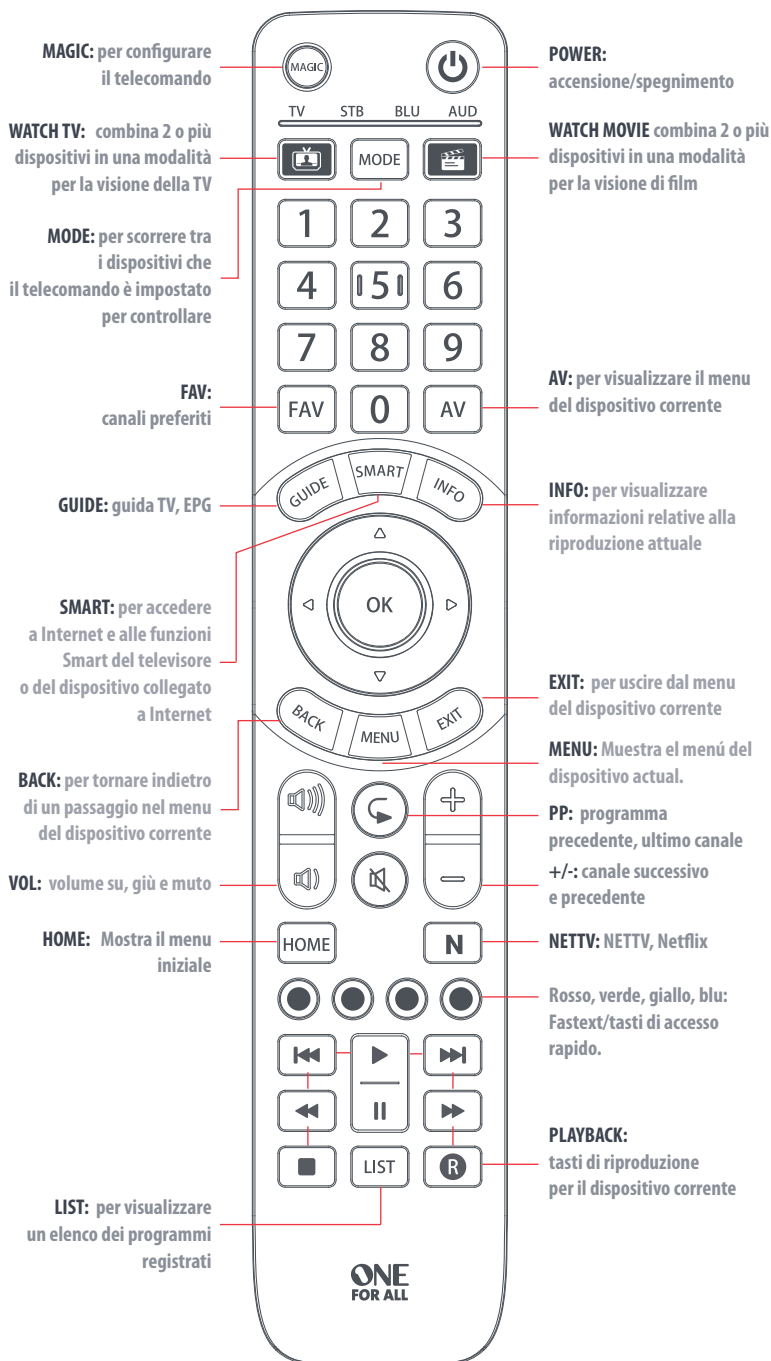 MAGIC: per configurare
il telecomando
POWER:
accensione/spegnimento
MAGIC
TV STB BLU AUD
WATCH TV: combina 2 o più
dispositivi in una modalità
per la visione della TV
WATCH MOVIE combina 2 o più
dispositivi in una modalità
per la visione di film
MODE
MODE: per scorrere tra
i dispositivi che
il telecomando è impostato
per controllare
1 2 3
4 5 6
7 8 9
FAV 0 AV
FAV:
canali preferiti
AV: per visualizzare il menu
del dispositivo corrente
GUIDE SMART INFO
GUIDE: guida TV, EPG
INFO: per visualizzare
informazioni relative alla
riproduzione attuale
OK
SMART: per accedere
a Internet e alle funzioni
Smart del televisore
o del dispositivo collegato
a Internet
EXIT: per uscire dal menu
del dispositivo corrente
BACK MENU EXIT
MENU: Muestra el menú del
dispositivo actual.
BACK: per tornare indietro
di un passaggio nel menu
del dispositivo corrente
PP: programma
precedente, ultimo canale
+/-: canale successivo
e precedente
VOL: volume su, giù e muto
HOME: Mostra il menu
iniziale
HOME N
NETTV: NETTV, Netflix
Rosso, verde, giallo, blu:
Fastext/tasti di accesso
rapido.
PLAYBACK:
tasti di riproduzione
per il dispositivo corrente
LIST R
LIST: per visualizzare
un elenco dei programmi
registrati
ONE
FOR ALL